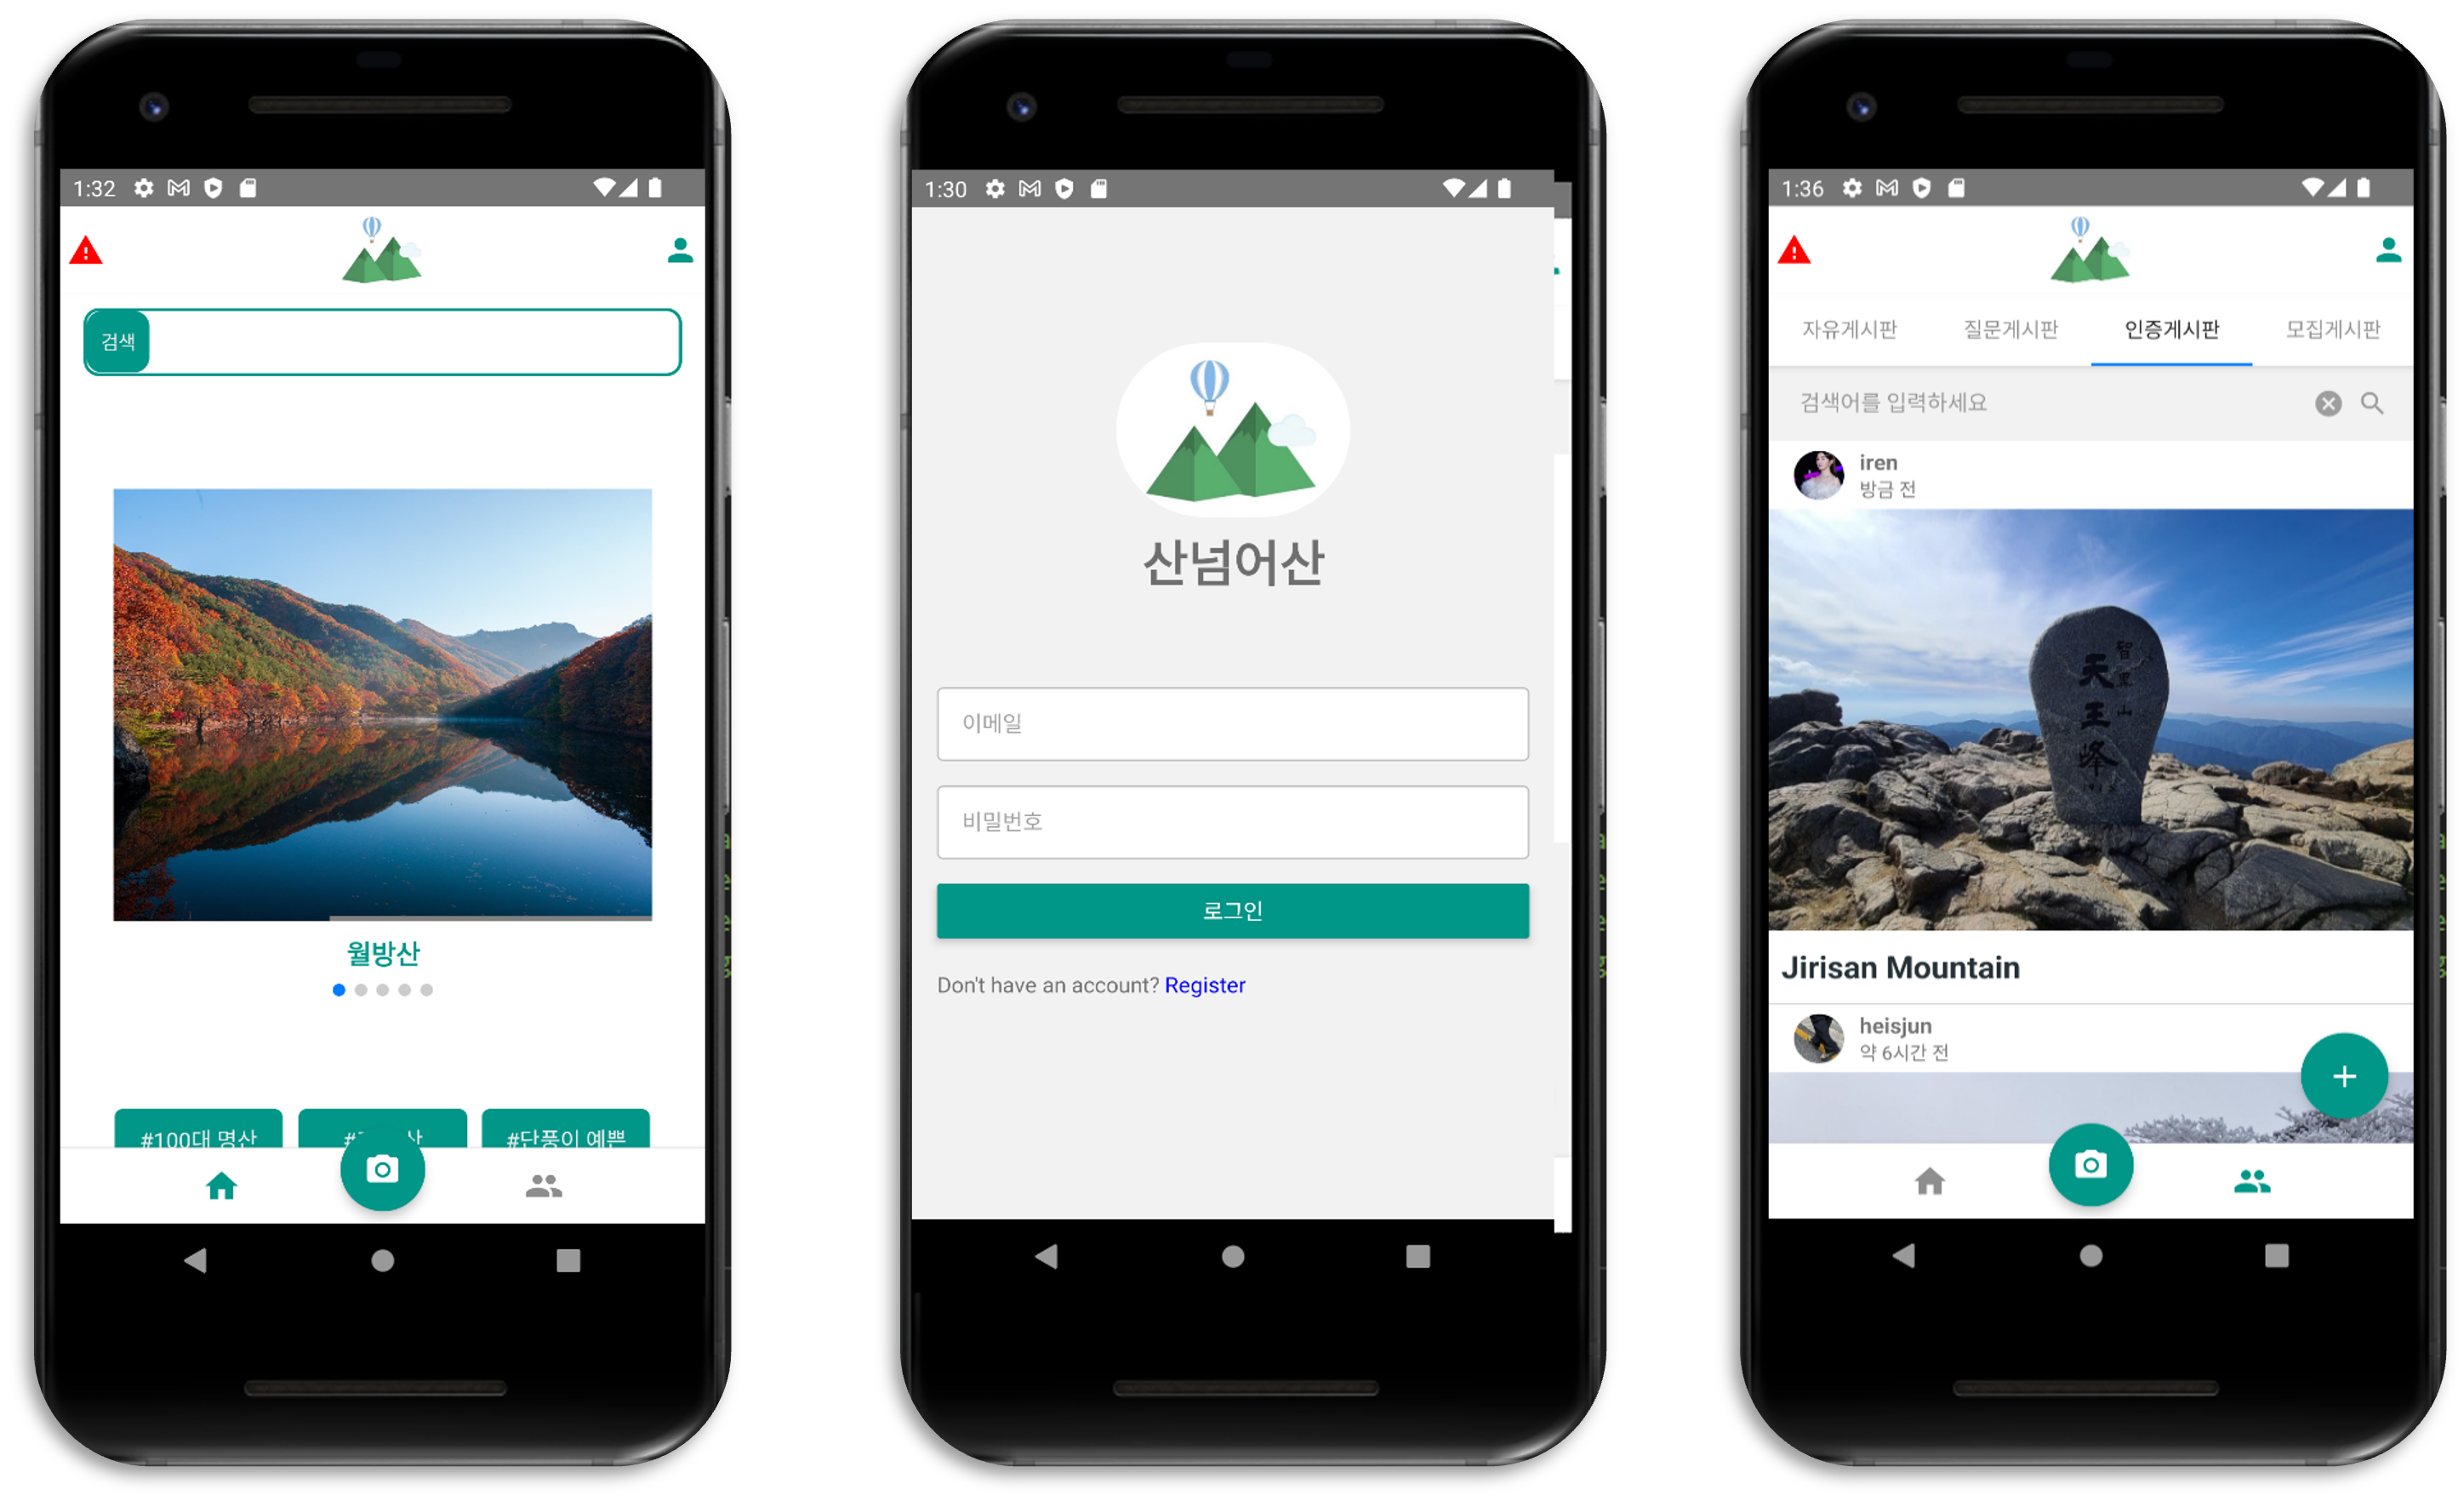 1:32
검색
월방산
#100대 명산
#단풍이 예쁜
1:30
산넘어산
이메일
비밀번호
로그인
Don't have an account? Register
1:36
자유게시판 질문게시판 인증게시판 모집게시판
검색어를 입력하세요
iren
방금 전
智異山
天王峰
Jirisan Mountain
heisjun
약 6시간 전